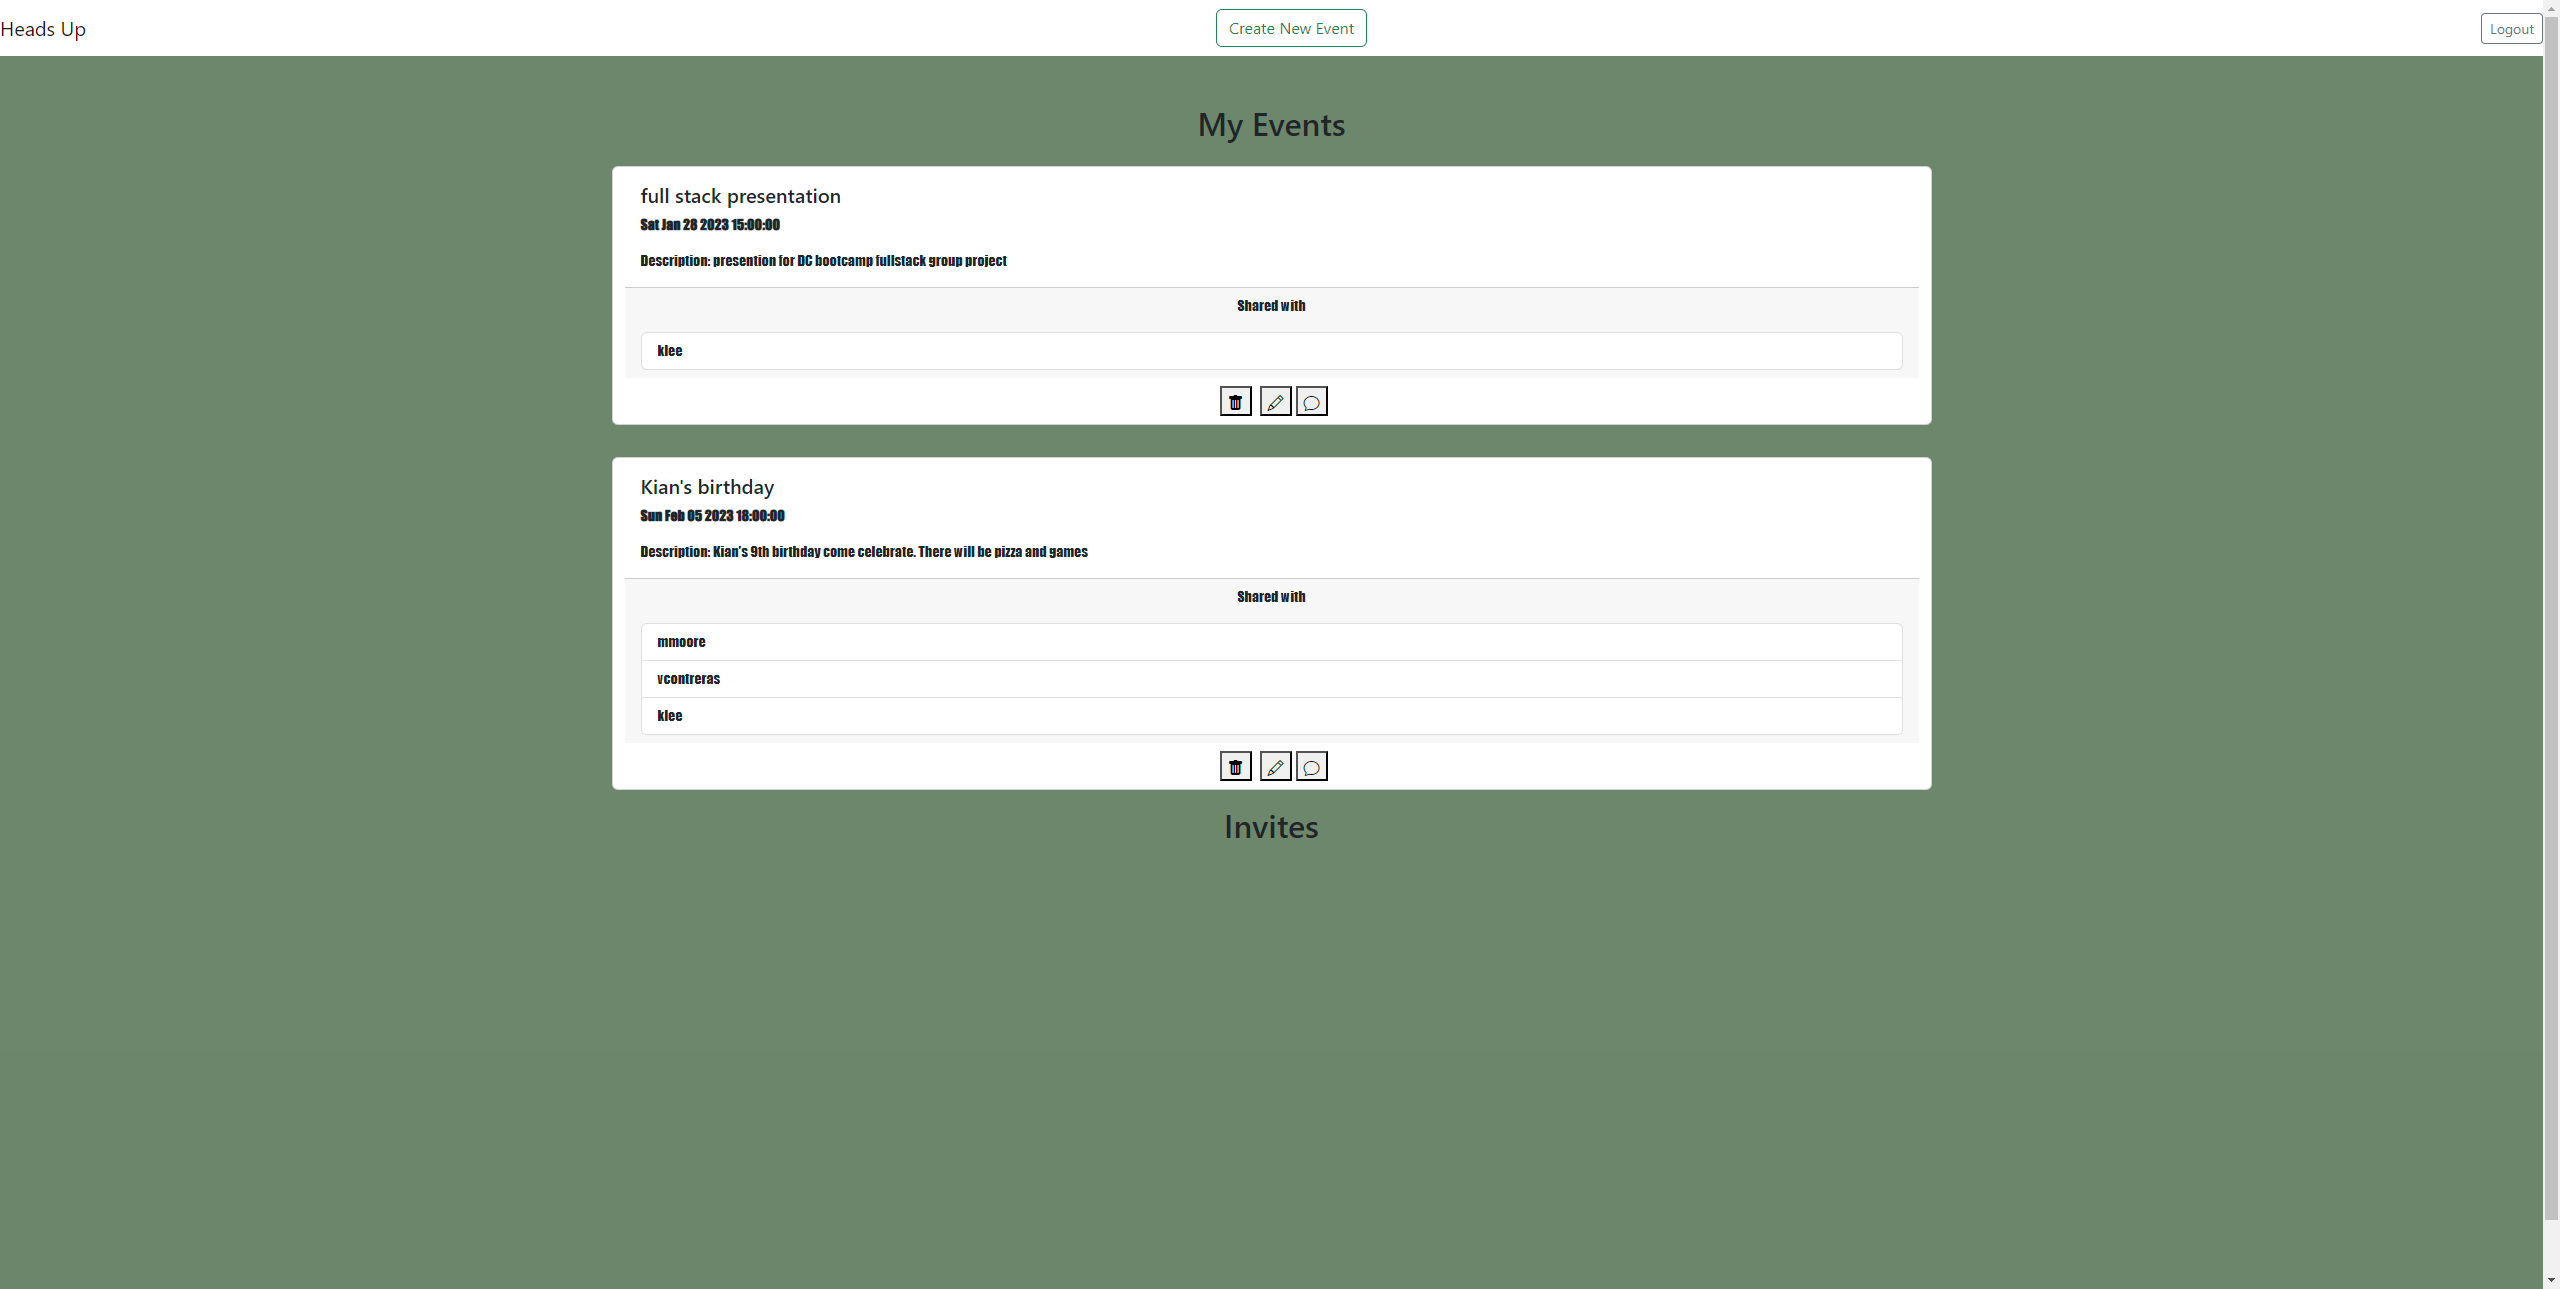 Heads Up
Create New Event
Logout
My Events
full stack presentation
Sat Jan 28 2023 15:00:00
Description: presention for DC bootcamp fullstack group project
Shared with
klee
Kian's birthday
Sun Feb 05 2023 18:00:00
Description: Kian's 9th birthday come celebrate. There will be pizza and games
Shared with
mmoore
vcontreras
klee
Invites